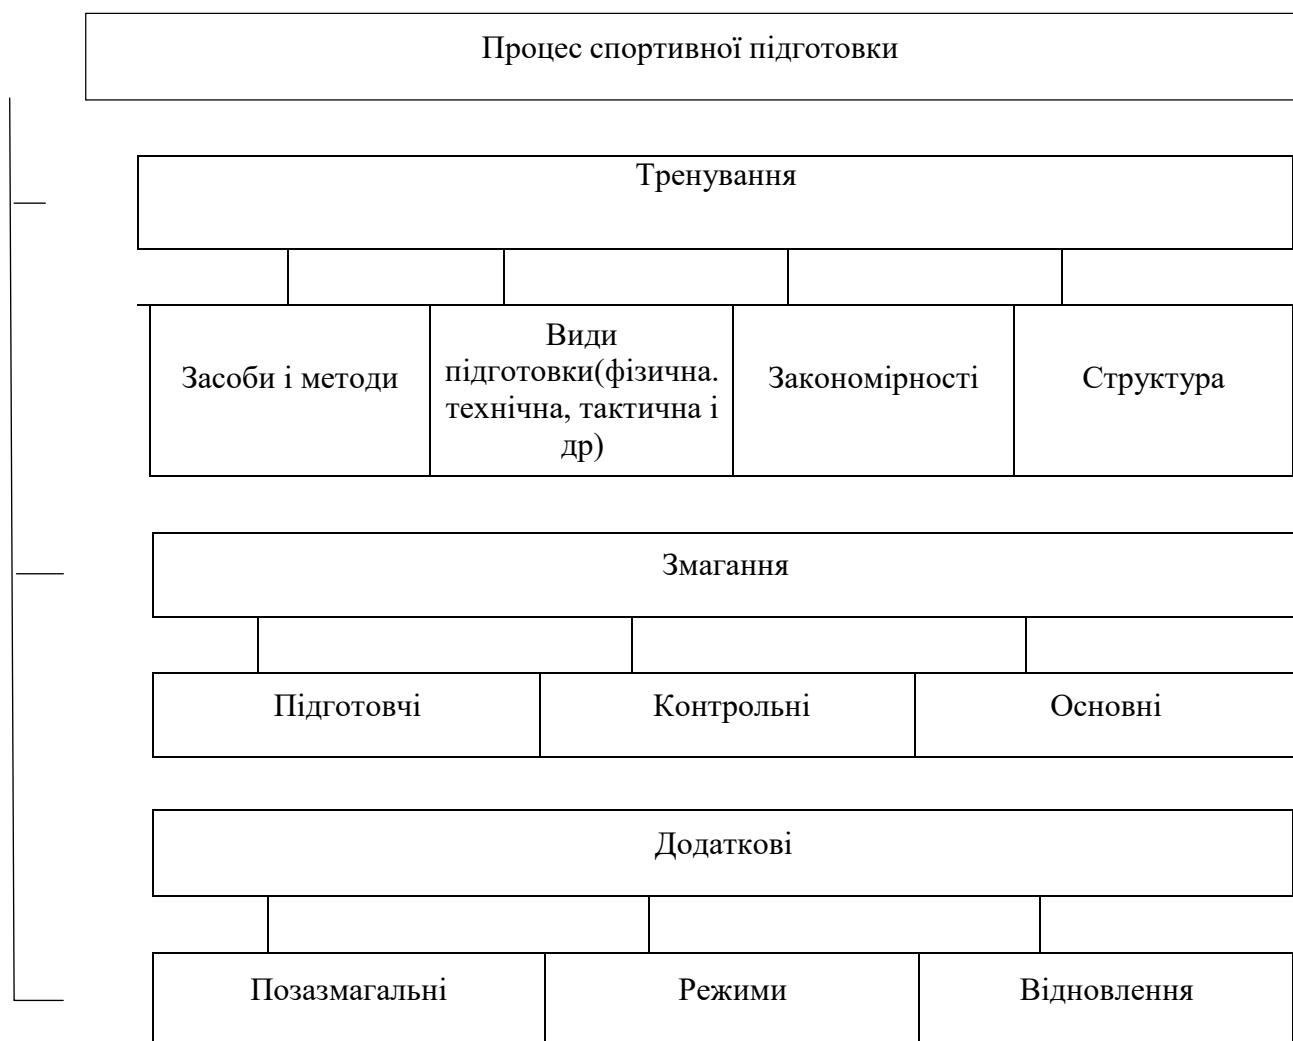 Процес спортивної підготовки
Тренування
Засоби і методи
Види
підготовки(фізична.
технічна, тактична і
др)
Закономірності
Структура
Змагання
Підготовчі
Контрольні
Основні
Додаткові
Позазмагальні
Режими
Відновлення